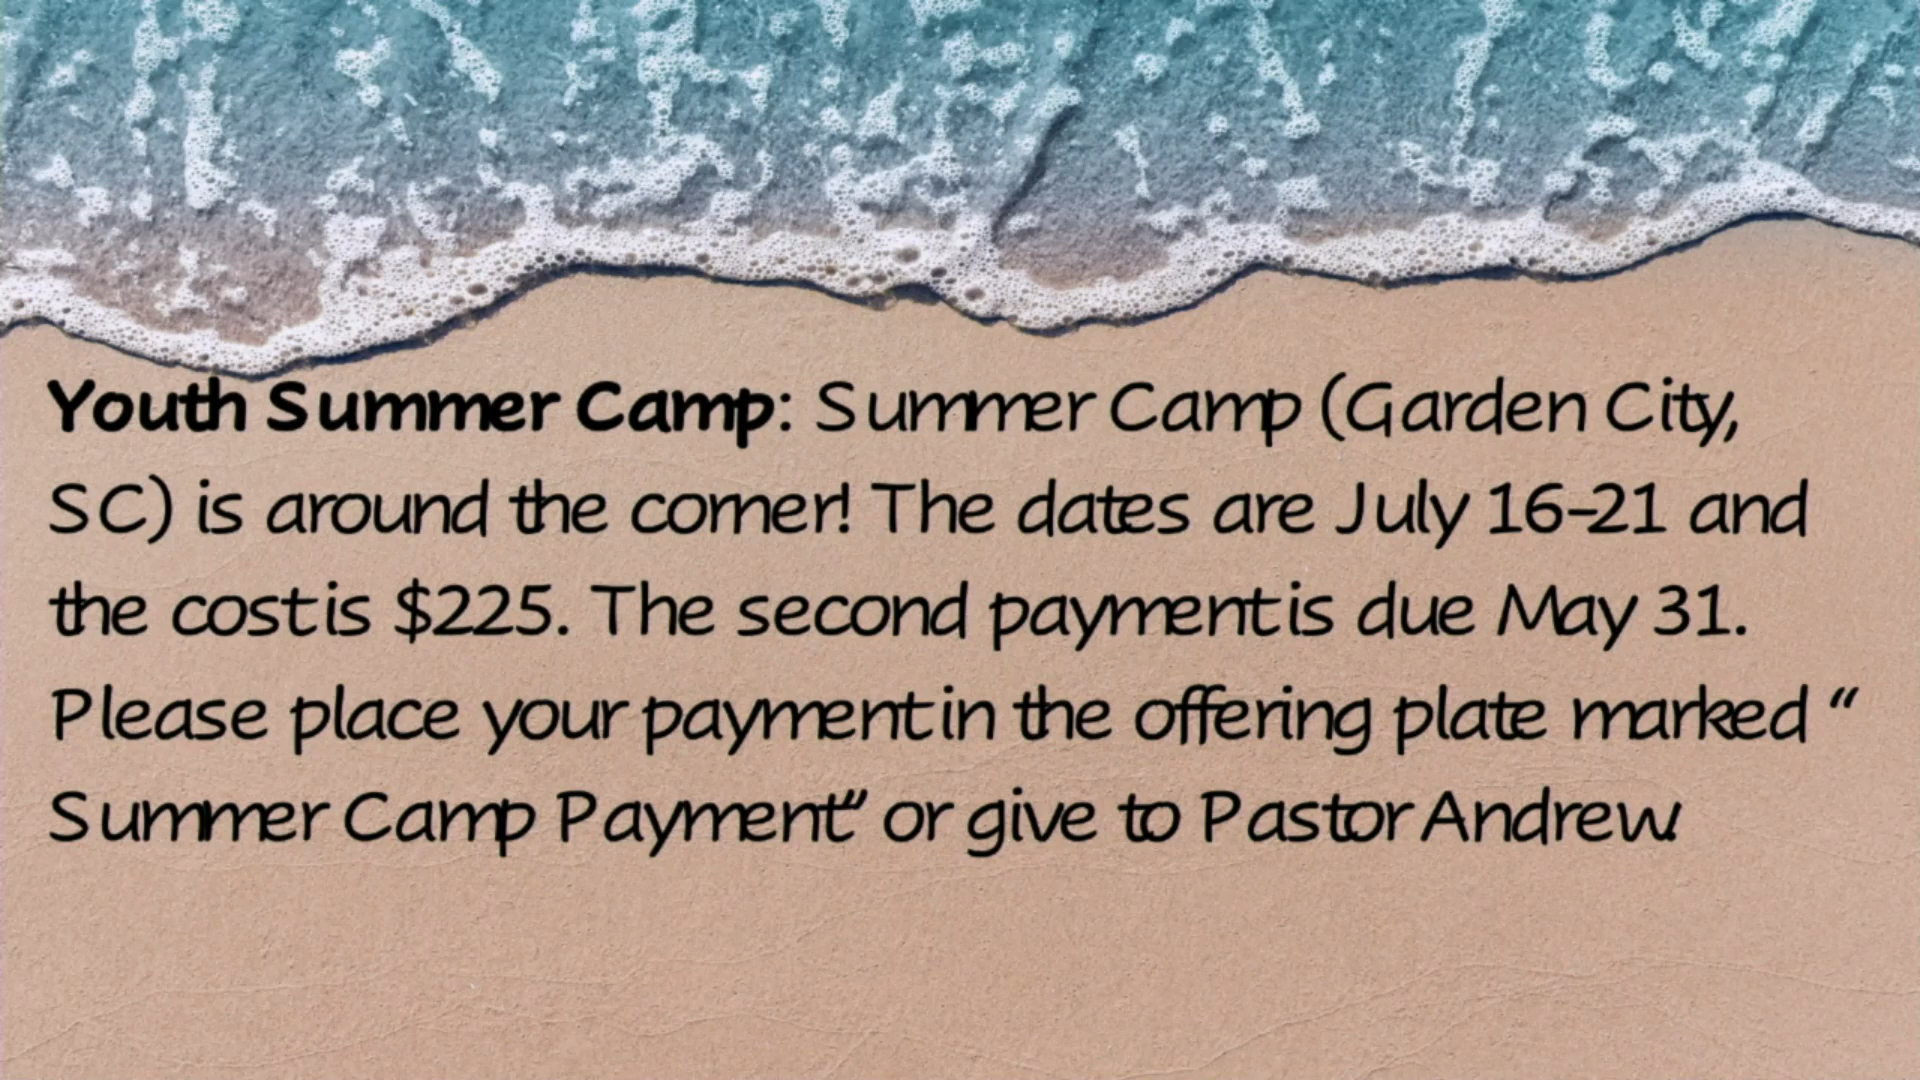 Youth Summer Camp: Summer Camp (Garden City,
SC) is around the corner! The dates are July 16-21 and
the cost is $225. The second payment is due May 31.
Please place your payment in the offering plate marked “
Summer Camp Payment” or give to Pastor Andrew.